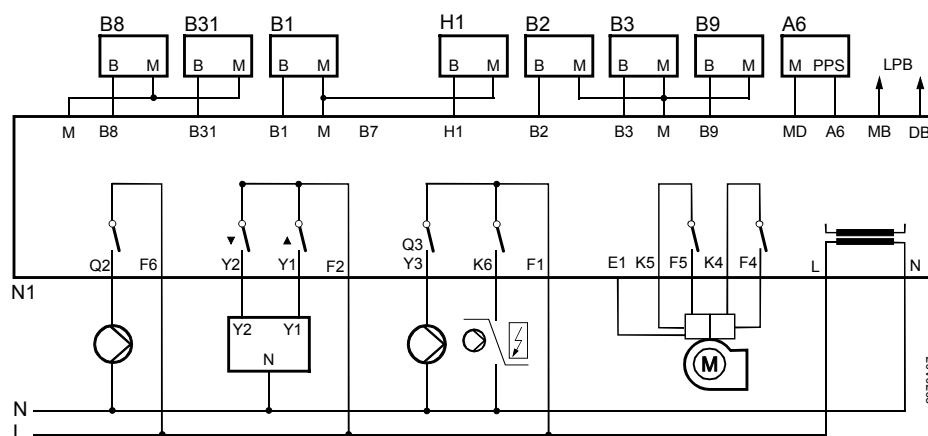 B8 B31 B1 H1 B2 B3 B9 A6
B M B M B M B M B M B M B M M PPS LPB
M B8 B31 B1 M B7 H1 B2 B3 M B9 MD A6 MB DB
Q3
Q2 F6 Y2 Y1 F2 Y3 K6 F1 E1 K5 F5 K4 F4 L N
N1
Y2 Y1
N
M
N
L